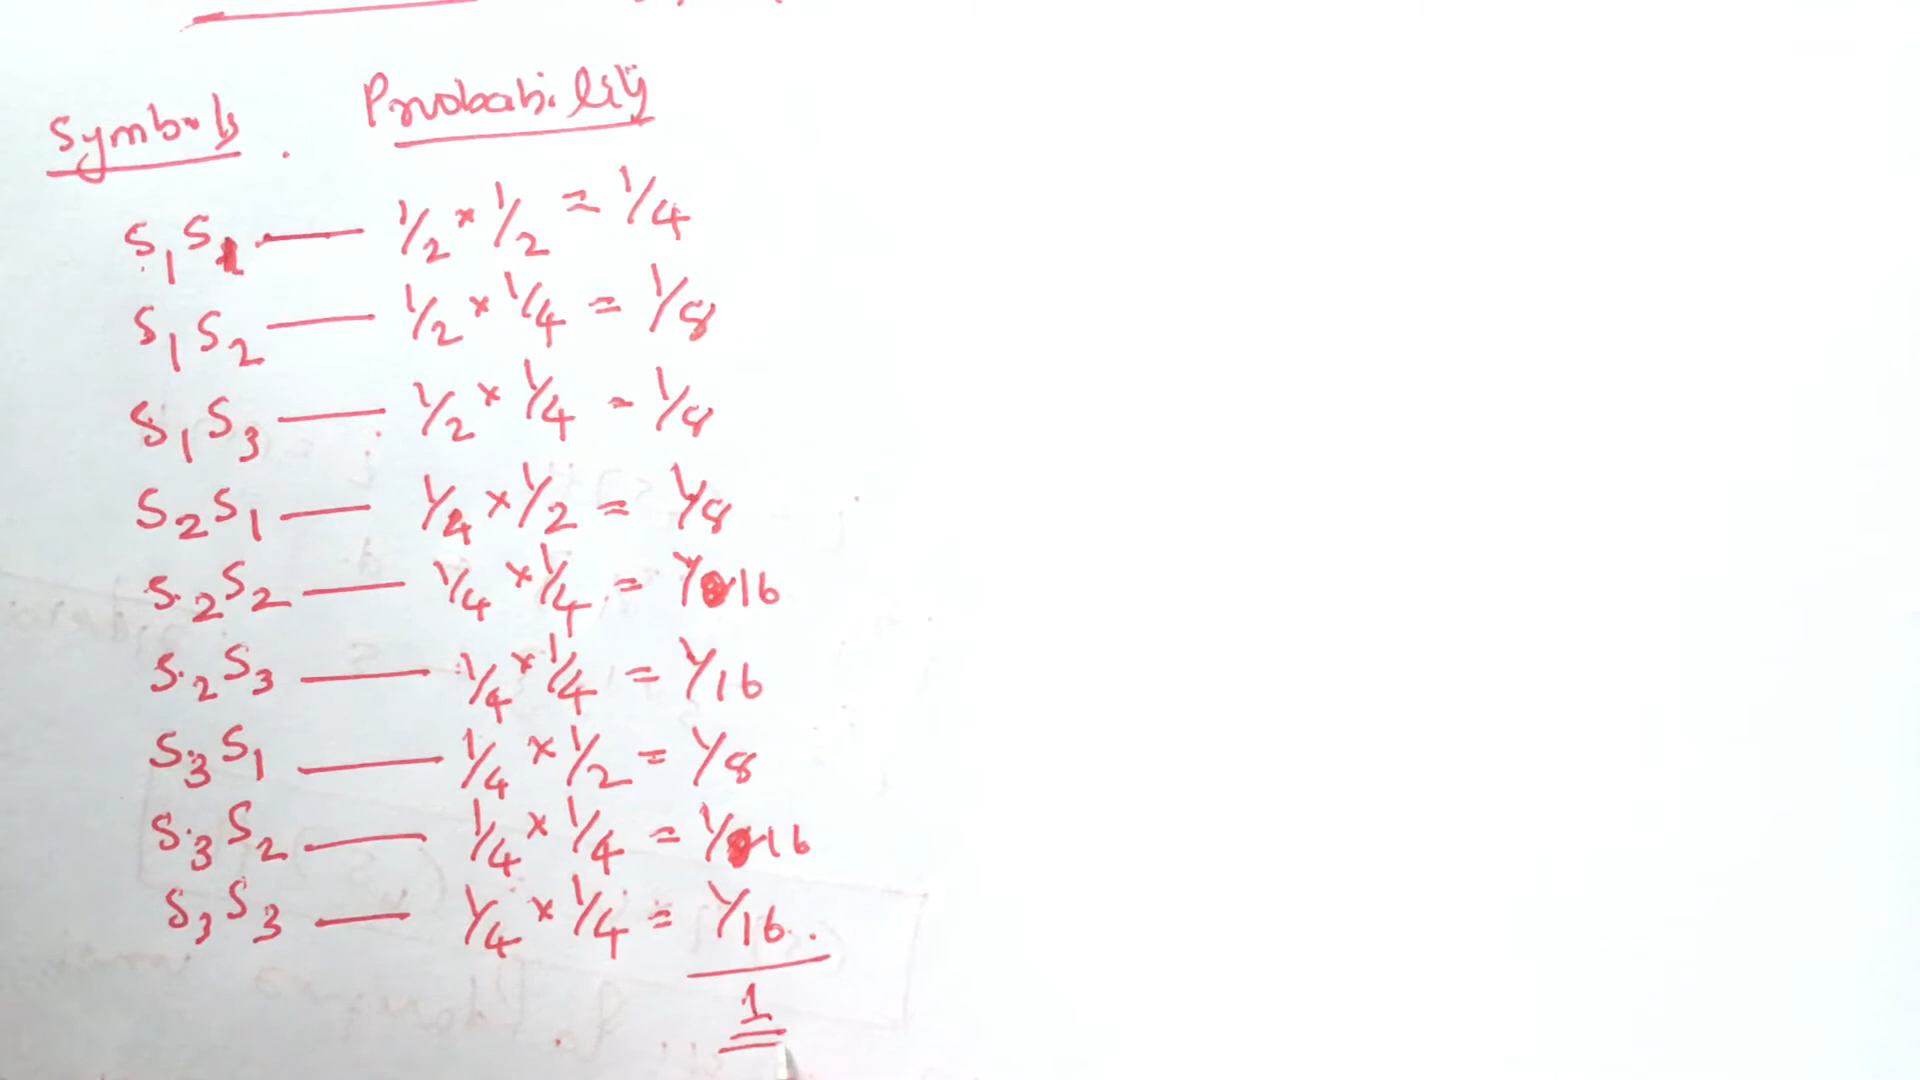 Symbols. Probability
S₁S₁ — 1/2 × 1/2 = 1/4
S₁S₂ — 1/2 × 1/4 = 1/8
S₁S₃ — 1/2 × 1/4 = 1/8
S₂S₁ — 1/4 × 1/2 = 1/8
S₂S₂ — 1/4 × 1/4 = 1/16
S₂S₃ — 1/4 × 1/4 = 1/16
S₃S₁ — 1/4 × 1/2 = 1/8
S₃S₂ — 1/4 × 1/4 = 1/16
S₃S₃ — 1/4 × 1/4 = 1/16.
1